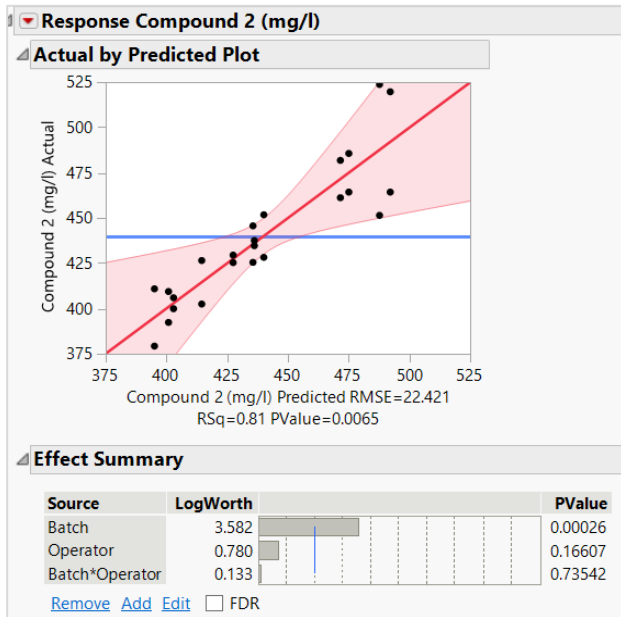 Response Compound 2 (mg/l)
Actual by Predicted Plot
525
500
475
450
425
400
375
Compound 2 (mg/l) Actual
375 400 425 450 475 500 525
Compound 2 (mg/l) Predicted RMSE=22.421
RSq=0.81 PValue=0.0065
Effect Summary
Source LogWorth PValue
Batch 3.582 0.00026
Operator 0.780 0.16607
Batch*Operator 0.133 0.73542
Remove Add Edit FDR